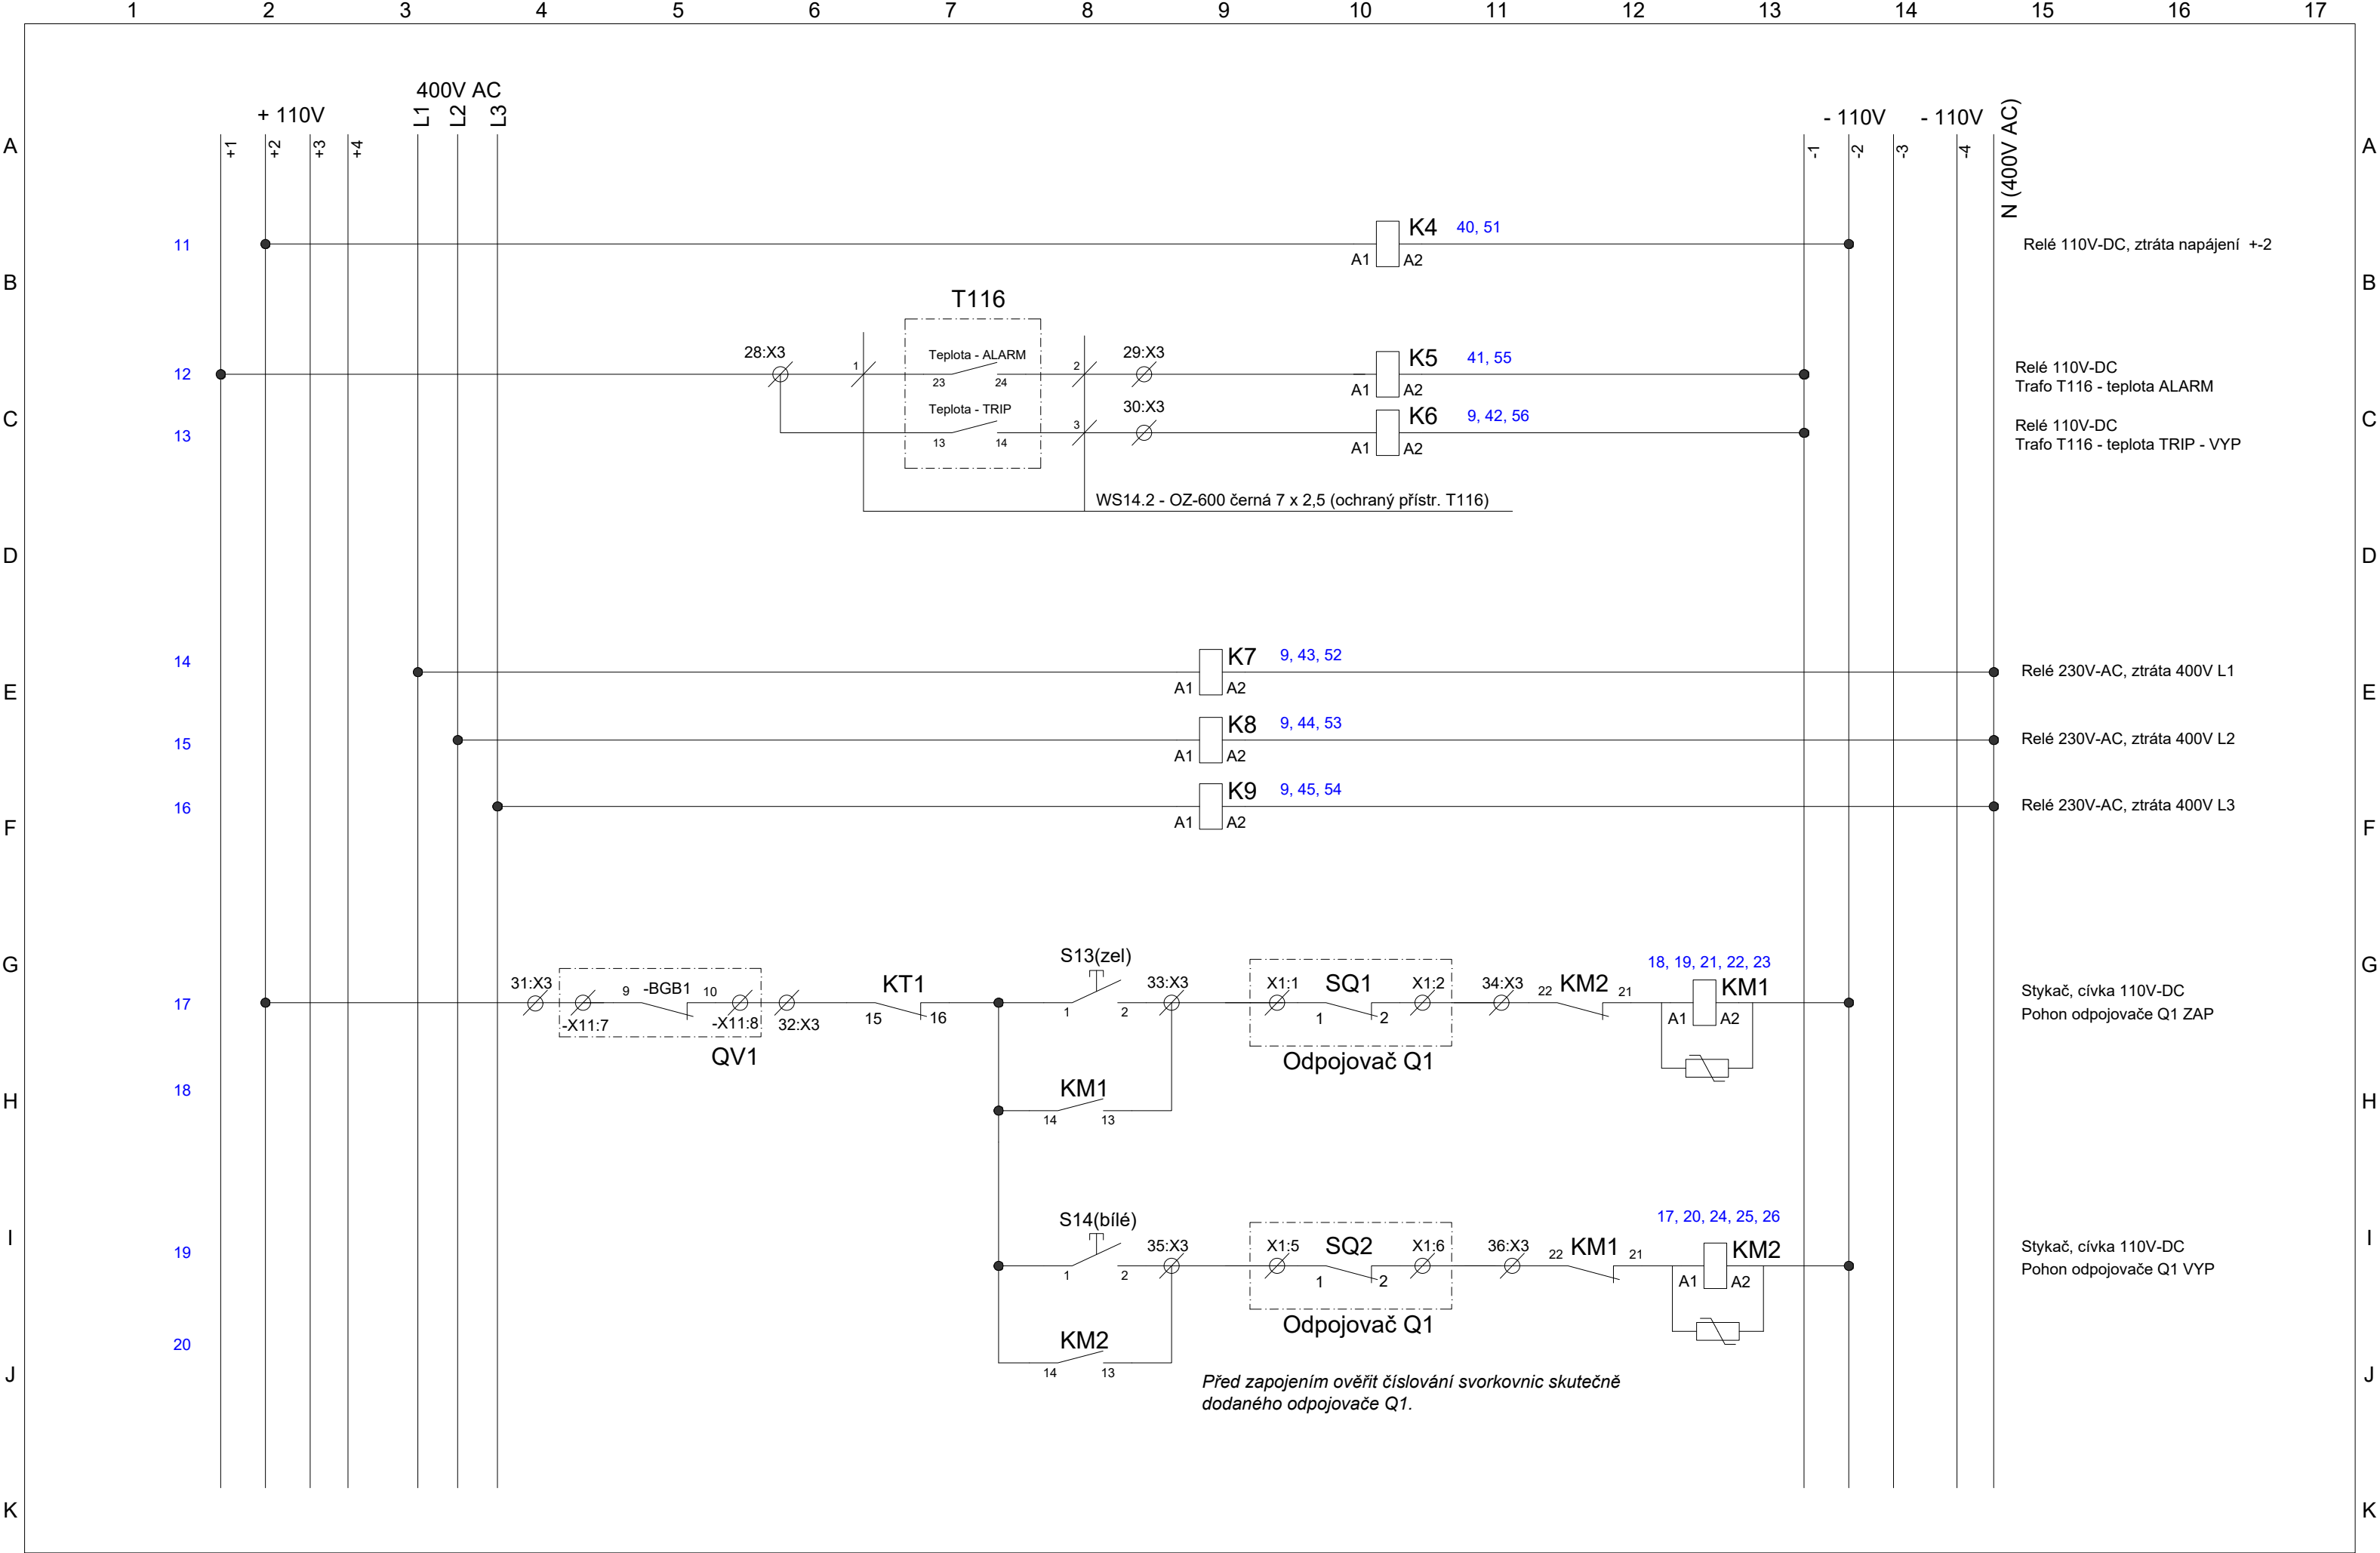 1 2 3 4 5 6 7 8 9 10 11 12 13 14 15 16 17
400V AC
+ 110V
L1 L2 L3
- 110V - 110V
N (400V AC)
A A
+1 +2 +3 +4
-1 -2 -3 -4
K4 40, 51
11
A1 A2
Relé 110V-DC, ztráta napájení +-2
B B
T116
28:X3
Teplota - ALARM
29:X3
K5 41, 55
12
1 23 24 2
A1 A2
Relé 110V-DC
Trafo T116 - teplota ALARM
Teplota - TRIP
30:X3
K6 9, 42, 56
C C
13
13 14 3
A1 A2
Relé 110V-DC
Trafo T116 - teplota TRIP - VYP
WS14.2 - OZ-600 černá 7 x 2,5 (ochraný přístr. T116)
D D
14
K7 9, 43, 52
A1 A2
Relé 230V-AC, ztráta 400V L1
E E
15
K8 9, 44, 53
A1 A2
Relé 230V-AC, ztráta 400V L2
16
K9 9, 45, 54
A1 A2
Relé 230V-AC, ztráta 400V L3
F F
G G
S13(zel)
18, 19, 21, 22, 23
31:X3 9 -BGB1 10 KT1 33:X3 X1:1 SQ1 X1:2 34:X3 22 KM2 21 KM1
17
-X11:7 -X11:8 32:X3 15 16 1 2 1 2 A1 A2
Stykač, cívka 110V-DC
Pohon odpojovače Q1 ZAP
QV1
Odpojovač Q1
18
KM1
14 13
H H
S14(bílé)
17, 20, 24, 25, 26
I I
19
35:X3 X1:5 SQ2 X1:6 36:X3 22 KM1 21 KM2
1 2 1 2 A1 A2
Stykač, cívka 110V-DC
Pohon odpojovače Q1 VYP
Odpojovač Q1
20
KM2
14 13
J J
Před zapojením ověřit číslování svorkovnic skutečně
dodaného odpojovače Q1.
K K